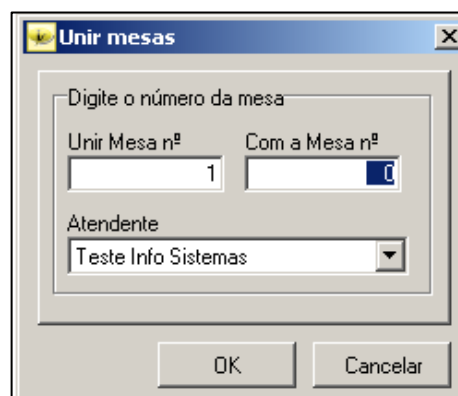 Unir mesas
Digite o número da mesa
Unir Mesa nº Com a Mesa nº
1 0
Atendente
Teste Info Sistemas
OK Cancelar